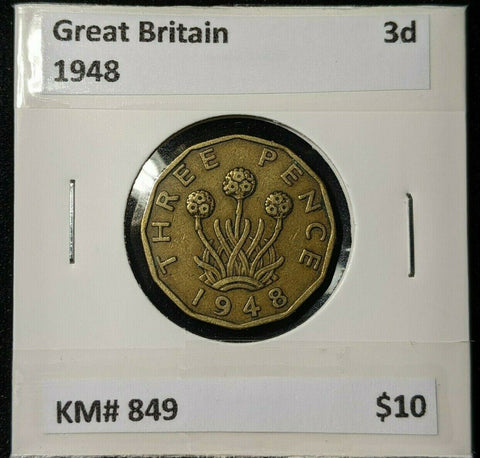 Great Britain 3d
1948
THREE PENCE
1948
KM# 849 $10